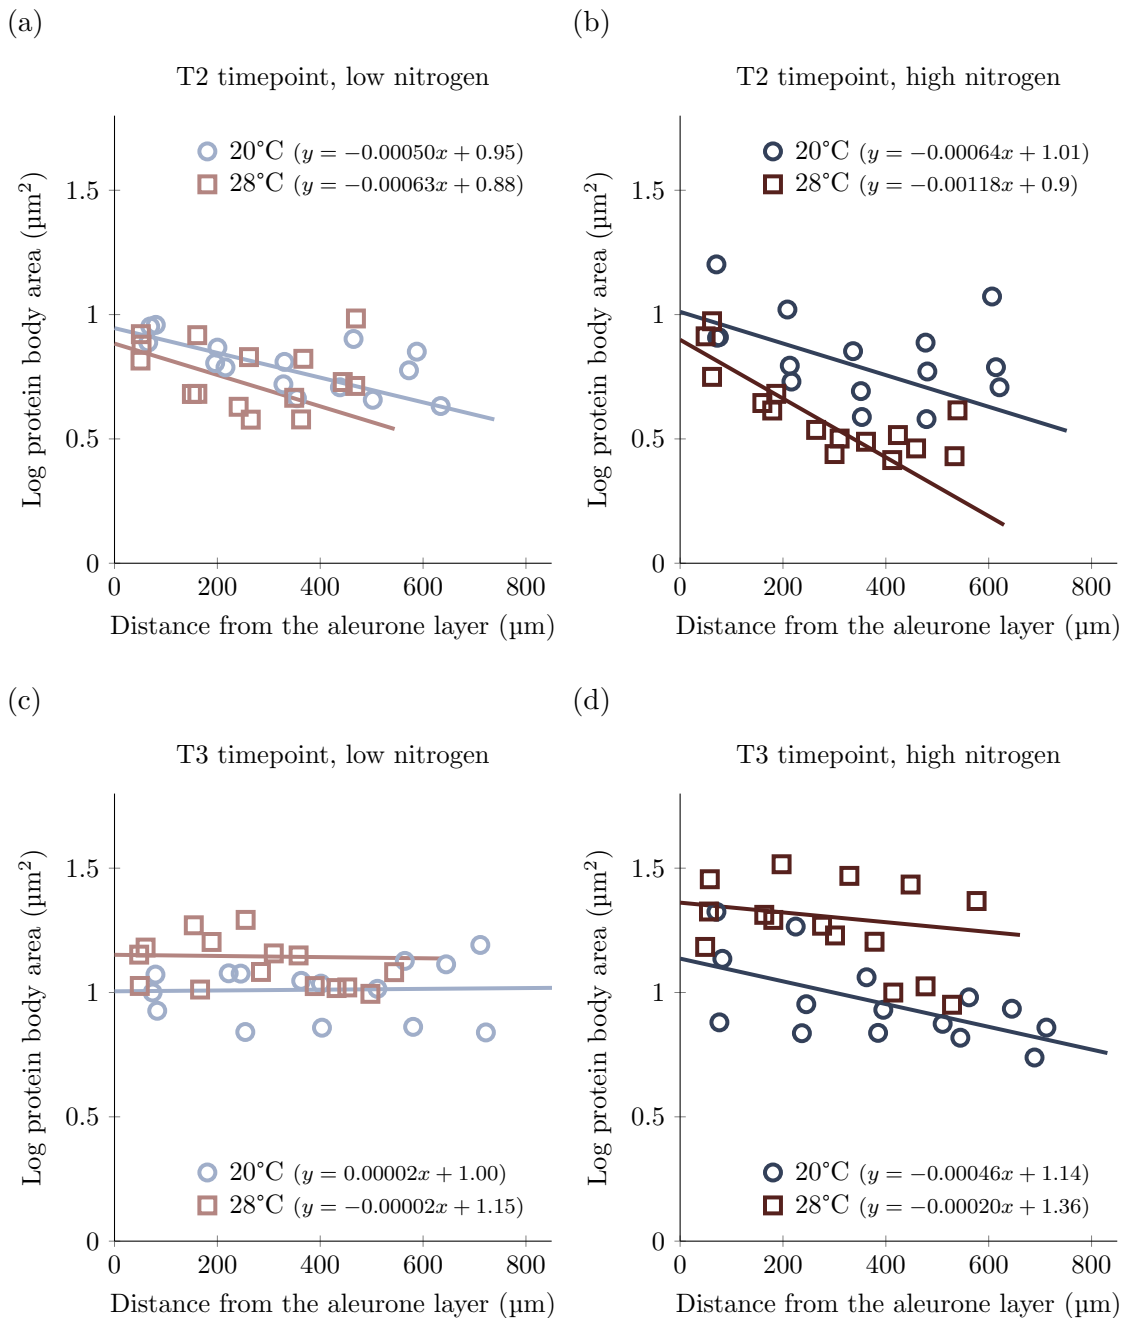 (a)
T2 timepoint, low nitrogen
20°C (y = −0.00050x + 0.95)
28°C (y = −0.00063x + 0.88)
Log protein body area (µm²)
1.5
1
0.5
0
0 200 400 600 800
Distance from the aleurone layer (µm)
(b)
T2 timepoint, high nitrogen
20°C (y = −0.00064x + 1.01)
28°C (y = −0.00118x + 0.9)
Log protein body area (µm²)
1.5
1
0.5
0
0 200 400 600 800
Distance from the aleurone layer (µm)
(c)
T3 timepoint, low nitrogen
Log protein body area (µm²)
1.5
1
0.5
0
20°C (y = 0.00002x + 1.00)
28°C (y = −0.00002x + 1.15)
0 200 400 600 800
Distance from the aleurone layer (µm)
(d)
T3 timepoint, high nitrogen
Log protein body area (µm²)
1.5
1
0.5
0
20°C (y = −0.00046x + 1.14)
28°C (y = −0.00020x + 1.36)
0 200 400 600 800
Distance from the aleurone layer (µm)